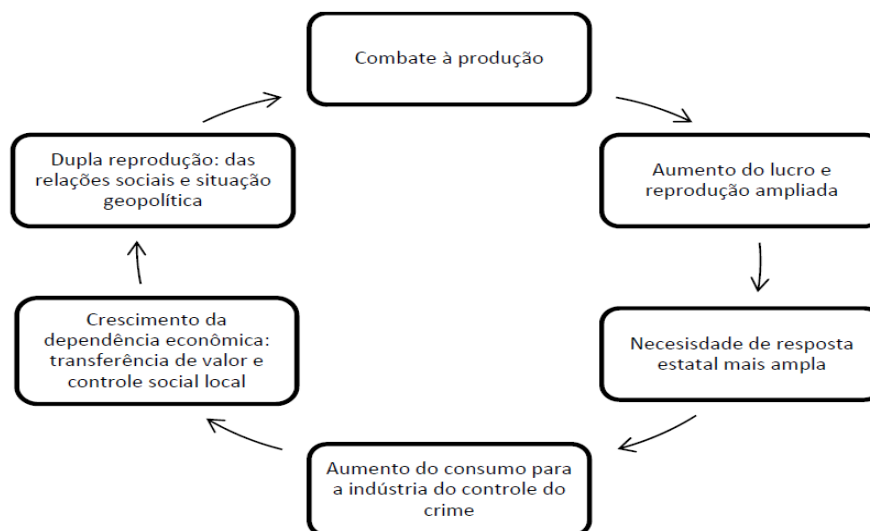 Combate à produção
Aumento do lucro e
reprodução ampliada
Necesisdade de resposta
estatal mais ampla
Aumento do consumo para
a indústria do controle do
crime
Crescimento da
dependência econômica:
transferência de valor e
controle social local
Dupla reprodução: das
relações sociais e situação
geopolítica